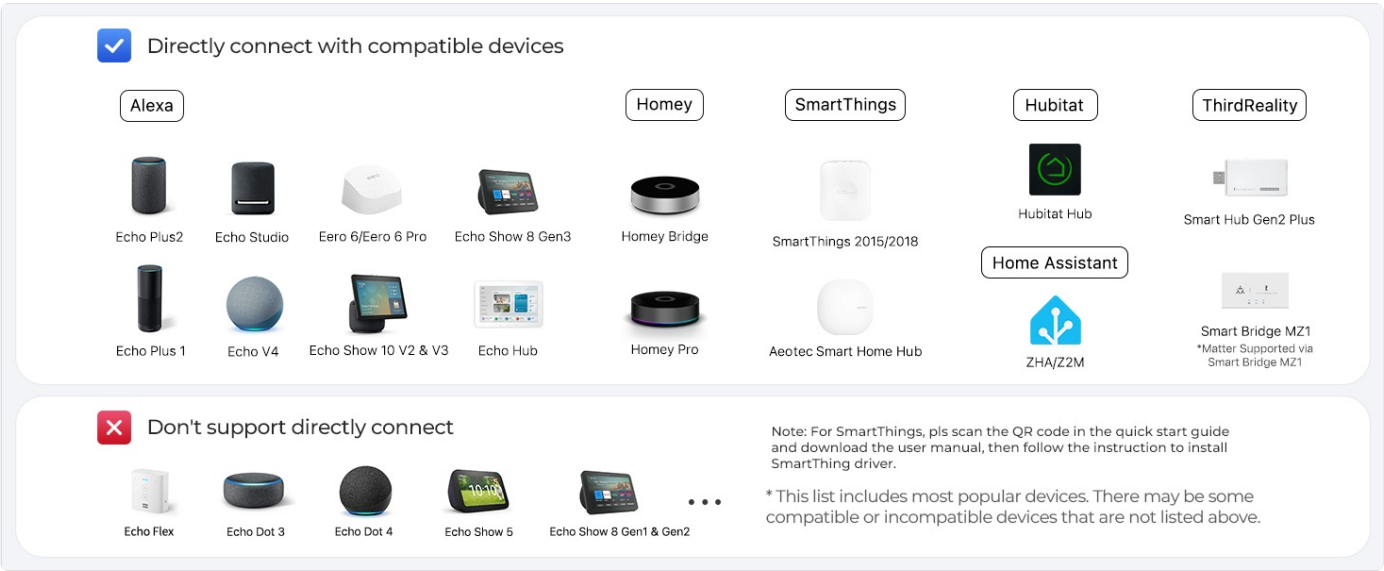 Directly connect with compatible devices
Alexa
Homey
SmartThings
Hubitat
ThirdReality
Echo Plus2
Echo Studio
Eero 6/Eero 6 Pro
Echo Show 8 Gen3
Homey Bridge
SmartThings 2015/2018
Hubitat Hub
Smart Hub Gen2 Plus
Home Assistant
Echo Plus 1
Echo V4
Echo Show 10 V2 & V3
Echo Hub
Homey Pro
Aeotec Smart Home Hub
ZHA/Z2M
Smart Bridge MZ1
*Matter Supported via
Smart Bridge MZ1
Don't support directly connect
Echo Flex
Echo Dot 3
Echo Dot 4
10:10
Echo Show 5
Echo Show 8 Gen1 & Gen2
•••
Note: For SmartThings, pls scan the QR code in the quick start guide
and download the user manual, then follow the instruction to install
SmartThing driver.
* This list includes most popular devices. There may be some
compatible or incompatible devices that are not listed above.